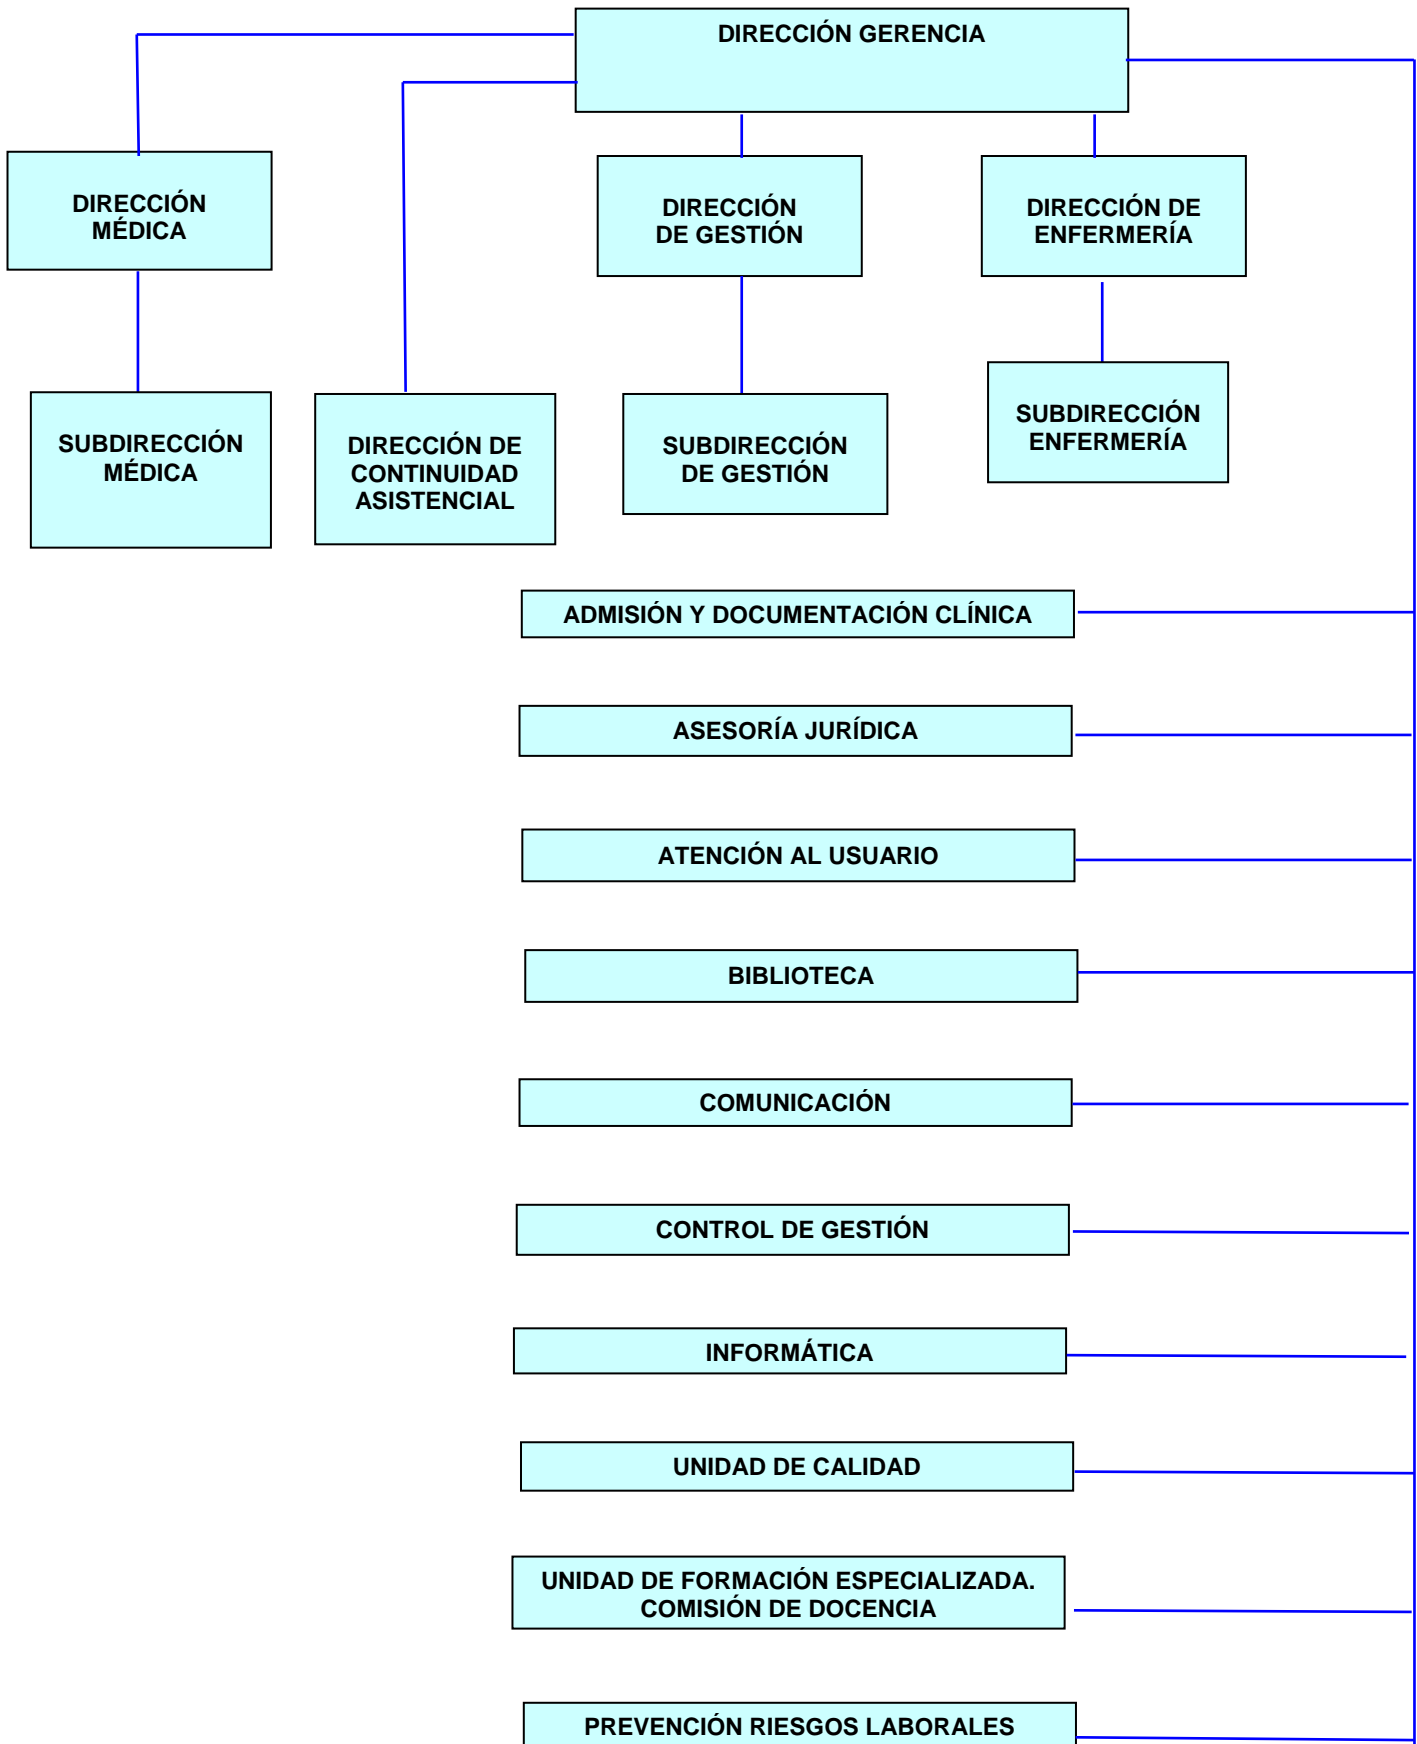 DIRECCIÓN GERENCIA
DIRECCIÓN
MÉDICA
DIRECCIÓN
DE GESTIÓN
DIRECCIÓN DE
ENFERMERÍA
SUBDIRECCIÓN
MÉDICA
DIRECCIÓN DE
CONTINUIDAD
ASISTENCIAL
SUBDIRECCIÓN
DE GESTIÓN
SUBDIRECCIÓN
ENFERMERÍA
ADMISIÓN Y DOCUMENTACIÓN CLÍNICA
ASESORÍA JURÍDICA
ATENCIÓN AL USUARIO
BIBLIOTECA
COMUNICACIÓN
CONTROL DE GESTIÓN
INFORMÁTICA
UNIDAD DE CALIDAD
UNIDAD DE FORMACIÓN ESPECIALIZADA.
COMISIÓN DE DOCENCIA
PREVENCIÓN RIESGOS LABORALES